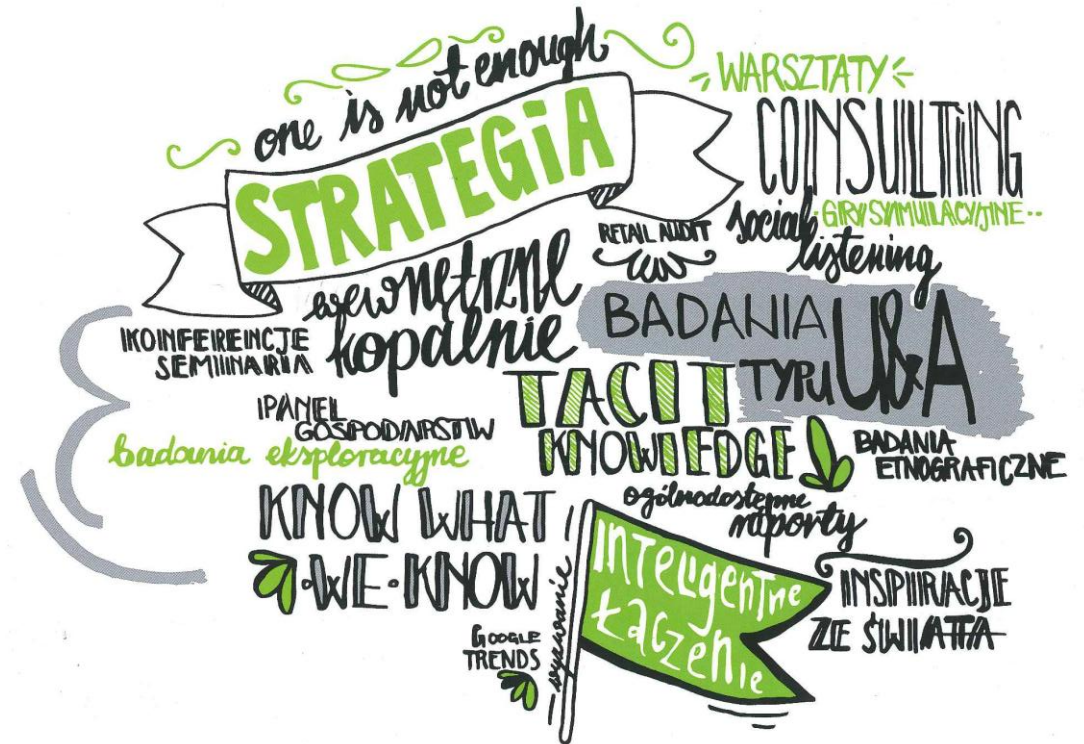 one is not enough
STRATEGIA
WARSZTATY
CONSULTING
GRY SYMULACYJNE
RETAIL AUDIT
social
listening
wewnętrzne
kopalnie
BADANIA
TYPU U&A
KONFERENCJE
SEMINARIA
TACIT
KNOWLEDGE
PANEL
GOSPODARSTW
badania eksploracyjne
BADANIA
ETNOGRAFICZNE
ogólnodostępne
raporty
KNOW WHAT
WE·KNOW
INTELIGENTNE
ŁĄCZENIE
INSPIRACJE
ZE ŚWIATA
GOOGLE
TRENDS
wyzwanie